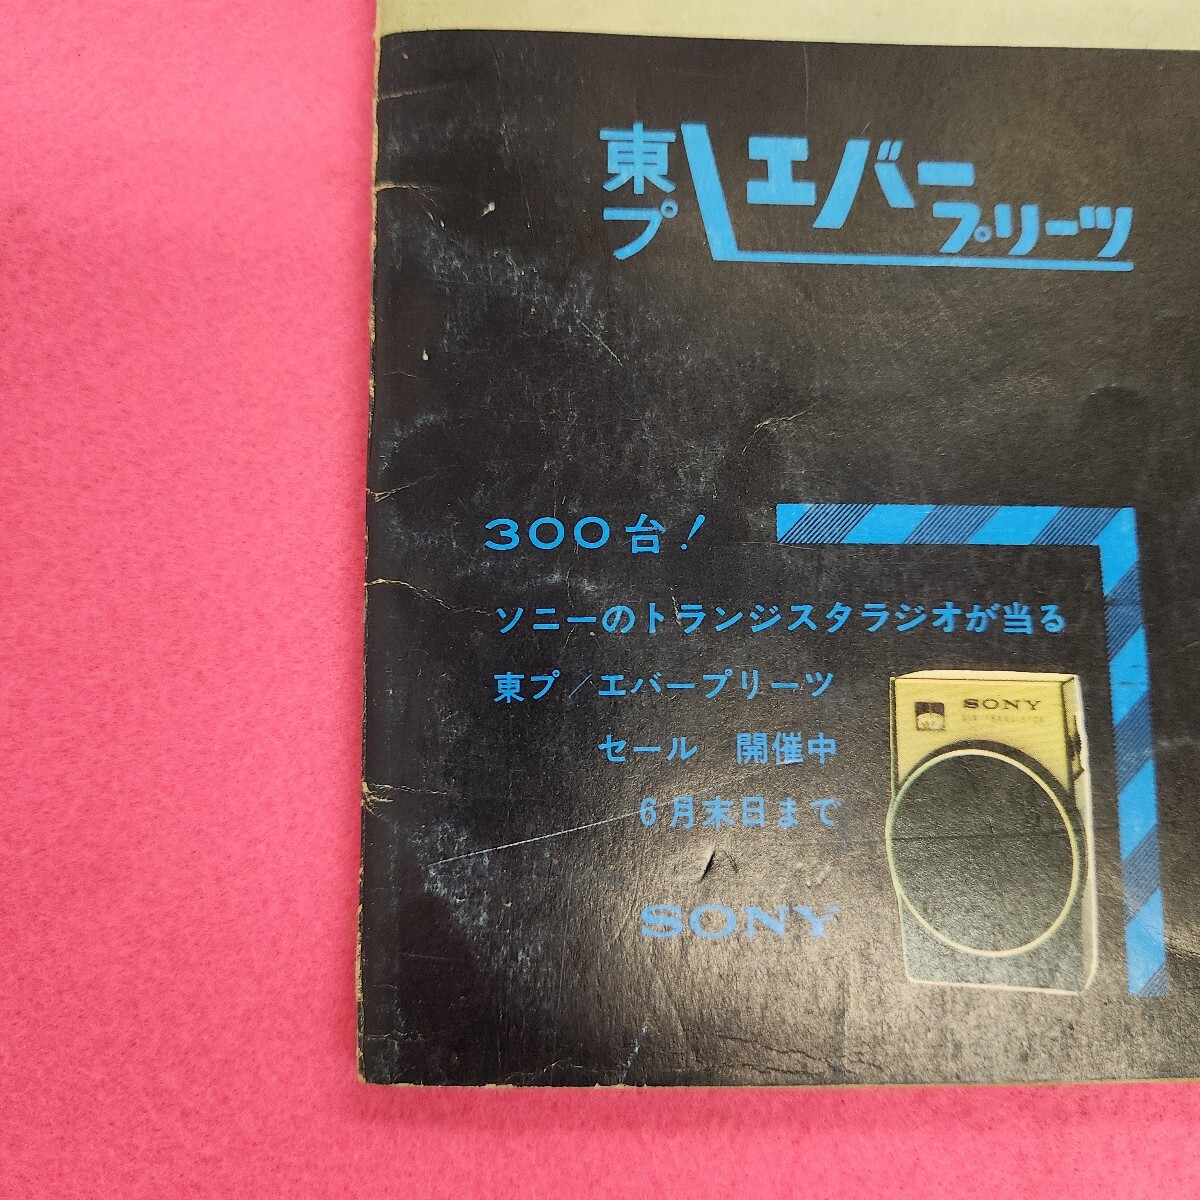 東プ エバープリーツ
300台!
ソニーのトランジスタラジオが当る
東プ/エバープリーツ
セール 開催中
6月末日まで
SONY
SONY
SIX-TRANSISTOR